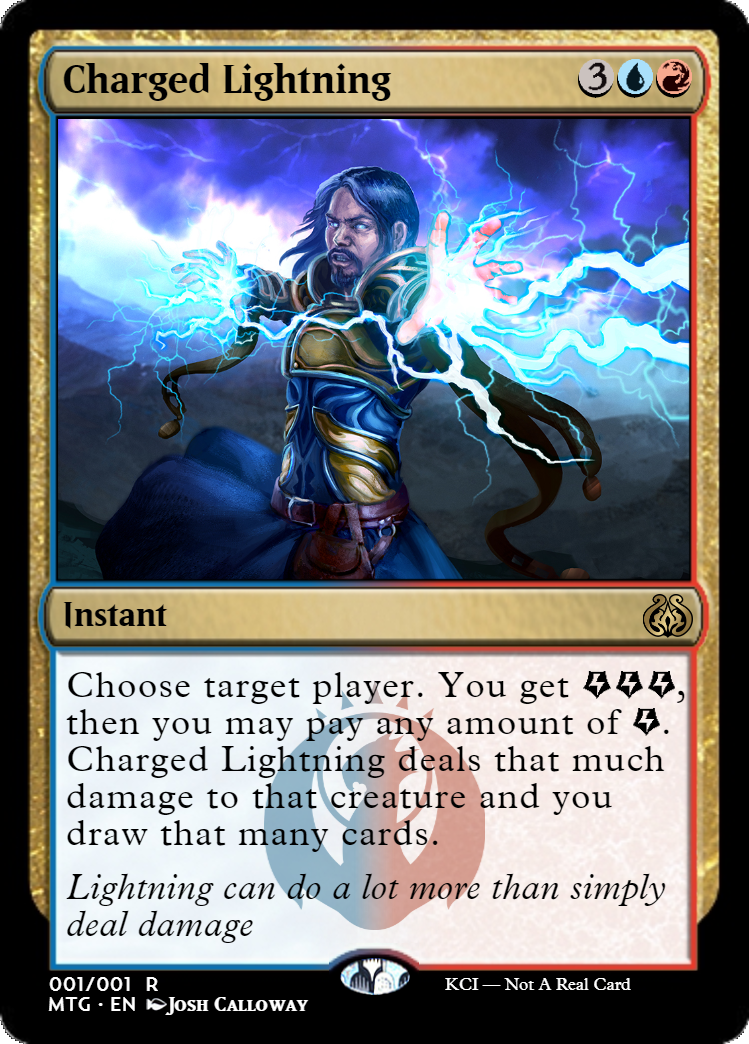 Charged Lightning 3
Instant
Choose target player. You get ,
then you may pay any amount of .
Charged Lightning deals that much
damage to that creature and you
draw that many cards.
Lightning can do a lot more than simply
deal damage
001/001 R
KCI — Not A Real Card
MTG · EN Josh Calloway